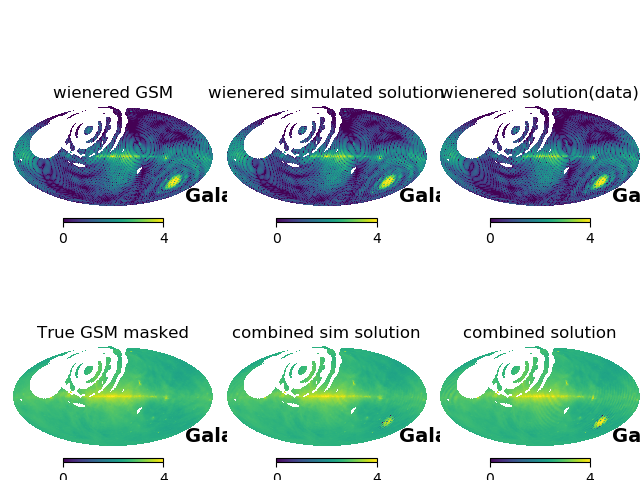 wienered GSM
wienered simulated solution
wienered solution(data)
Gala
Gala
Ga
0 4
0 4
0 4
True GSM masked
combined sim solution
combined solution
Gala
Gala
Ga
0 4
0 4
0 4